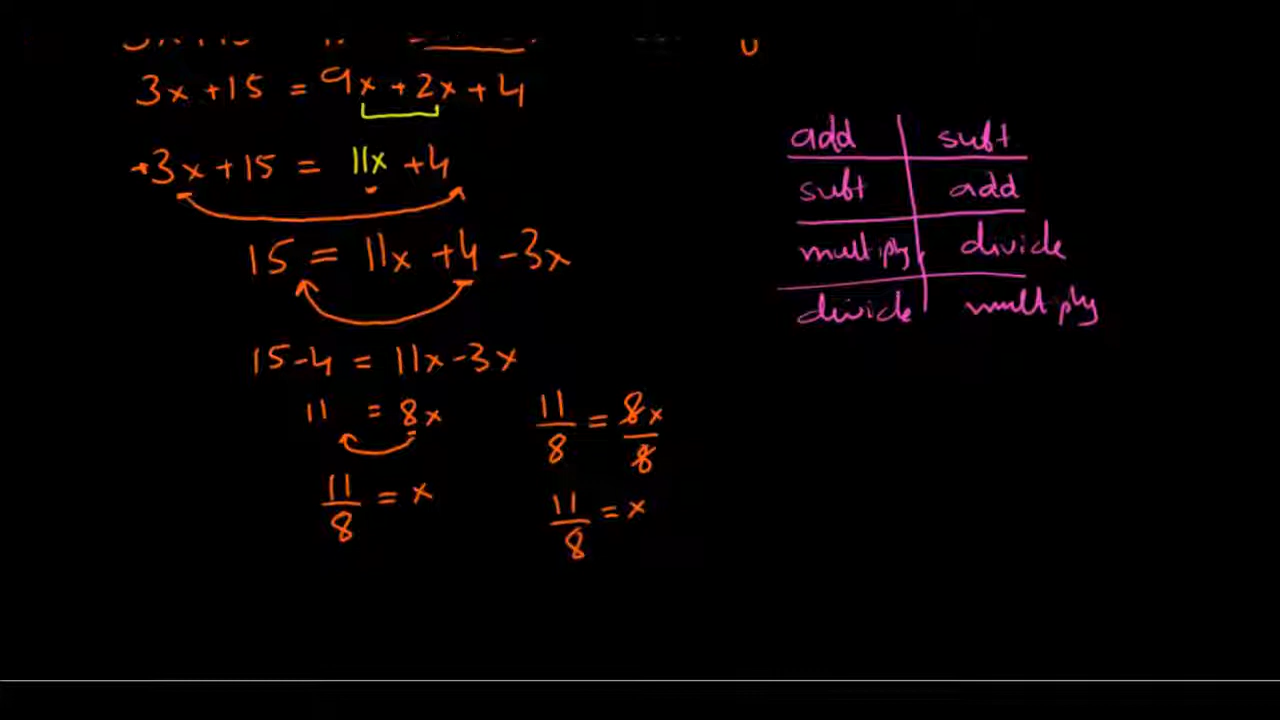 3x + 15 = 9x + 2x + 4
+3x + 15 = 11x + 4
15 = 11x + 4 - 3x
15 - 4 = 11x - 3x
11 = 8x
11/8 = x
11/8 = 8x/8
11/8 = x
add | subt
subt | add
multiply | divide
divide | multiply